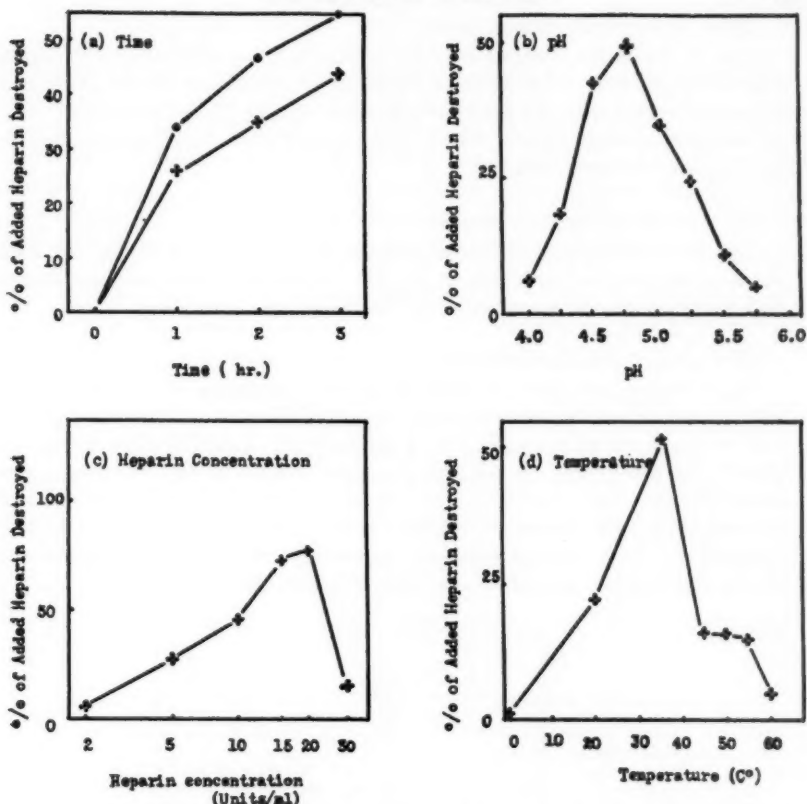 (a) Time
% of Added Heparin Destroyed
50
40
30
20
10
0
0 1 2 3
Time ( hr.)
(b) pH
% of Added Heparin Destroyed
50
25
0
4.0 4.5 5.0 5.5 6.0
pH
(c) Heparin Concentration
% of Added Heparin Destroyed
100
50
0
2 5 10 15 20 30
Heparin concentration
(Units/ml)
(d) Temperature
% of Added Heparin Destroyed
50
25
0
0 10 20 30 40 50 60
Temperature (C°)